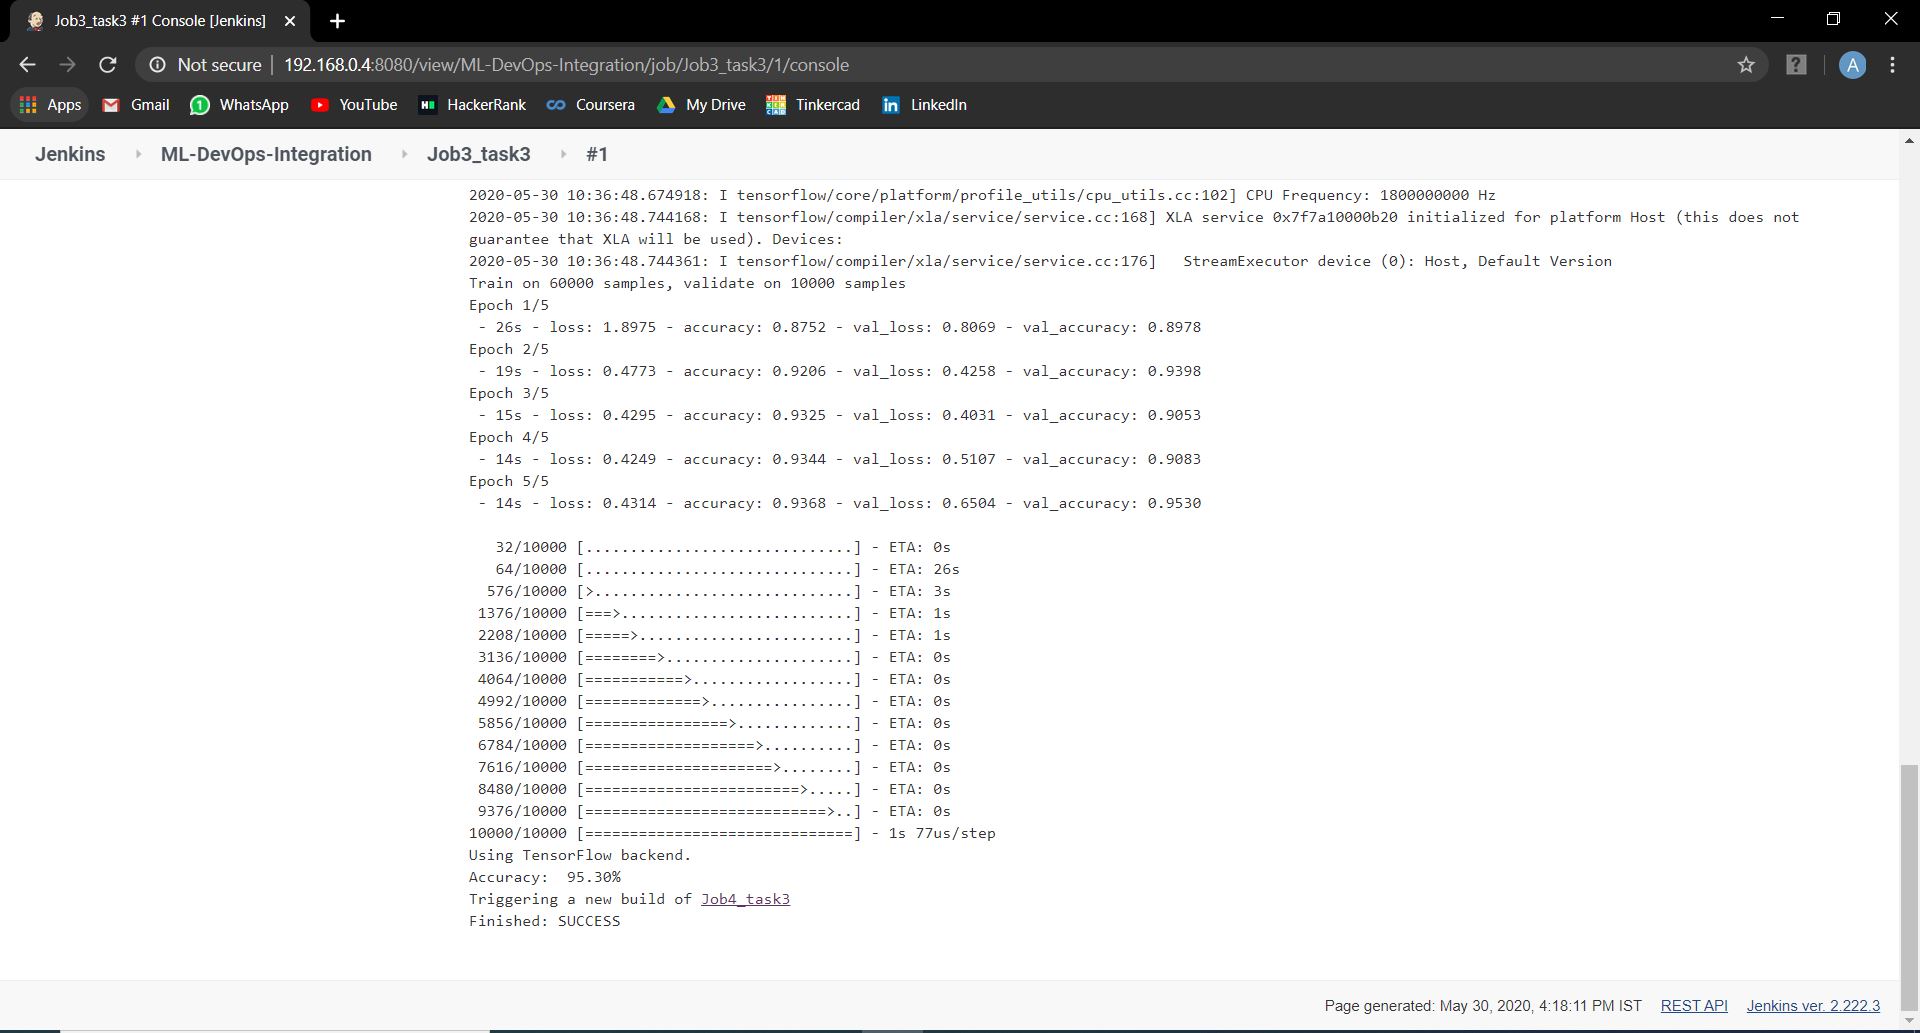 Job3_task3 #1 Console [Jenkins]
Not secure | 192.168.0.4:8080/view/ML-DevOps-Integration/job/Job3_task3/1/console
A
Apps Gmail WhatsApp YouTube HackerRank Coursera My Drive Tinkercad LinkedIn
Jenkins ML-DevOps-Integration Job3_task3 #1
2020-05-30 10:36:48.674918: I tensorflow/core/platform/profile_utils/cpu_utils.cc:102] CPU Frequency: 1800000000 Hz
2020-05-30 10:36:48.744168: I tensorflow/compiler/xla/service/service.cc:168] XLA service 0x7f7a10000b20 initialized for platform Host (this does not
guarantee that XLA will be used). Devices:
2020-05-30 10:36:48.744361: I tensorflow/compiler/xla/service/service.cc:176]   StreamExecutor device (0): Host, Default Version
Train on 60000 samples, validate on 10000 samples
Epoch 1/5
 - 26s - loss: 1.8975 - accuracy: 0.8752 - val_loss: 0.8069 - val_accuracy: 0.8978
Epoch 2/5
 - 19s - loss: 0.4773 - accuracy: 0.9206 - val_loss: 0.4258 - val_accuracy: 0.9398
Epoch 3/5
 - 15s - loss: 0.4295 - accuracy: 0.9325 - val_loss: 0.4031 - val_accuracy: 0.9053
Epoch 4/5
 - 14s - loss: 0.4249 - accuracy: 0.9344 - val_loss: 0.5107 - val_accuracy: 0.9083
Epoch 5/5
 - 14s - loss: 0.4314 - accuracy: 0.9368 - val_loss: 0.6504 - val_accuracy: 0.9530
   32/10000 [..............................] - ETA: 0s
   64/10000 [..............................] - ETA: 26s
  576/10000 [>.............................] - ETA: 3s
 1376/10000 [===>..........................] - ETA: 1s
 2208/10000 [=====>........................] - ETA: 1s
 3136/10000 [========>.....................] - ETA: 0s
 4064/10000 [===========>..................] - ETA: 0s
 4992/10000 [=============>................] - ETA: 0s
 5856/10000 [================>.............] - ETA: 0s
 6784/10000 [===================>..........] - ETA: 0s
 7616/10000 [=====================>........] - ETA: 0s
 8480/10000 [========================>.....] - ETA: 0s
 9376/10000 [===========================>..] - ETA: 0s
10000/10000 [==============================] - 1s 77us/step
Using TensorFlow backend.
Accuracy:  95.30%
Triggering a new build of Job4_task3
Finished: SUCCESS
Page generated: May 30, 2020, 4:18:11 PM IST REST API Jenkins ver. 2.222.3